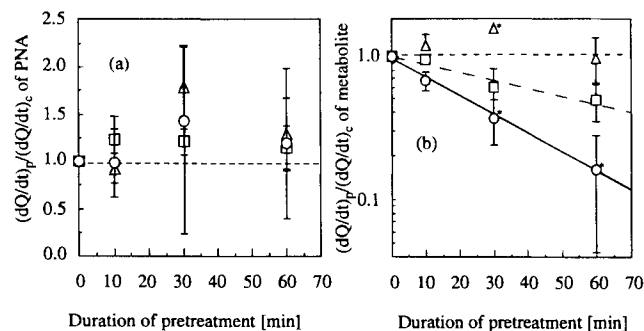 (dQ/dt)p/(dQ/dt)c of PNA
2.5
2.0
1.5
1.0
0.5
0.0
(a)
0 10 20 30 40 50 60 70
Duration of pretreatment [min]
(dQ/dt)p/(dQ/dt)c of metabolite
1.0
0.1
(b)
*
*
*
0 10 20 30 40 50 60 70
Duration of pretreatment [min]